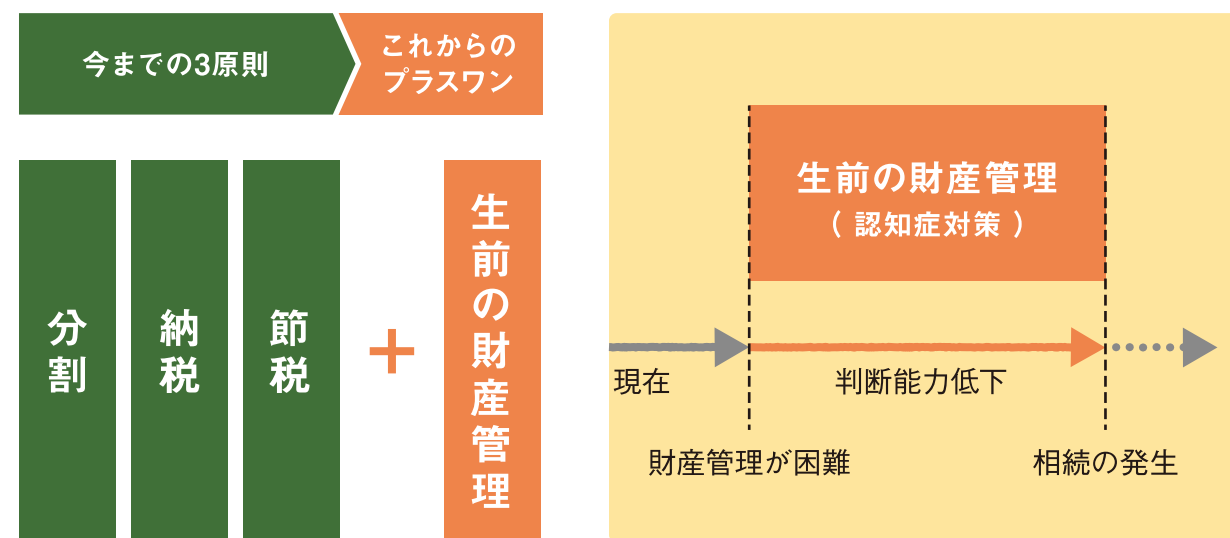 今までの3原則
これからの
プラスワン
分割
納税
節税
+
生前の財産管理
生前の財産管理
( 認知症対策 )
現在
判断能力低下
財産管理が困難
相続の発生